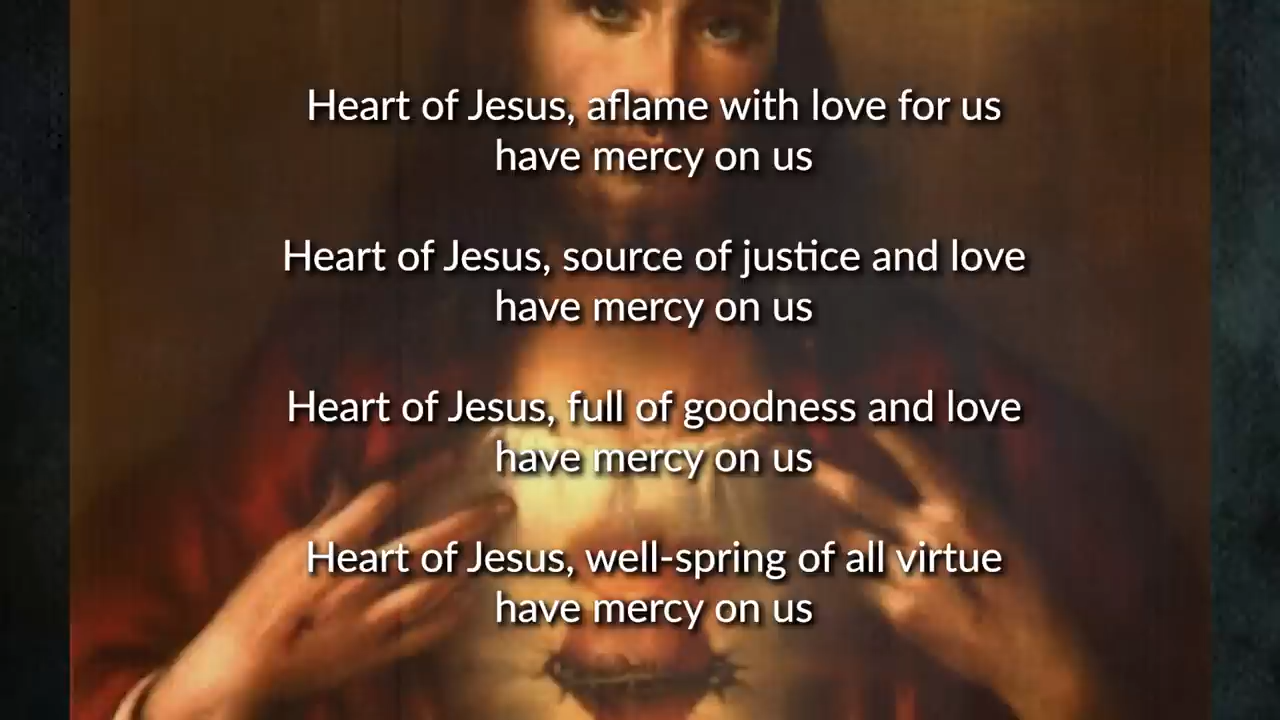 Heart of Jesus, aflame with love for us
have mercy on us
Heart of Jesus, source of justice and love
have mercy on us
Heart of Jesus, full of goodness and love
have mercy on us
Heart of Jesus, well-spring of all virtue
have mercy on us